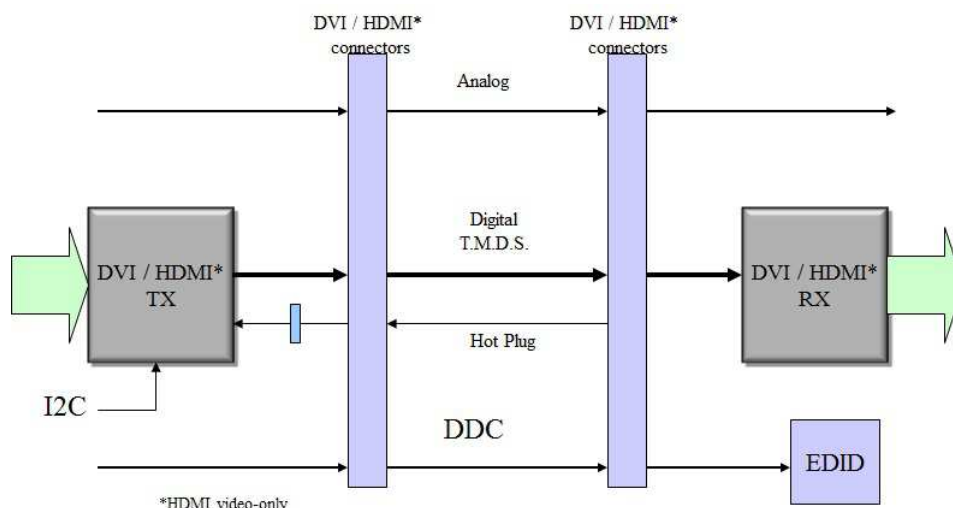 DVI / HDMI*
connectors
DVI / HDMI*
connectors
Analog
Digital
T.M.D.S.
DVI / HDMI*
TX
DVI / HDMI*
RX
Hot Plug
I2C
DDC
EDID
*HDMI video-only